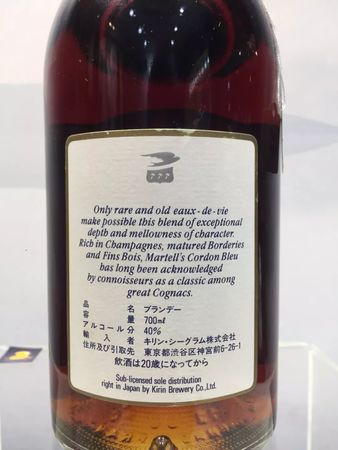 Only rare and old eaux-de-vie
make possible this blend of exceptional
depth and mellowness of character.
Rich in Champagnes, matured Borderies
and Fins Bois, Martell's Cordon Bleu
has long been acknowledged
by connoisseurs as a classic among
great Cognacs.
品名 ブランデー
容量 700ml
アルコール分 40%
輸入者 キリン・シーグラム株式会社
住所及び引取先 東京都渋谷区神宮前6-26-1
飲酒は20歳になってから
Sub-licensed sole distribution
right in Japan by Kirin Brewery Co., Ltd.